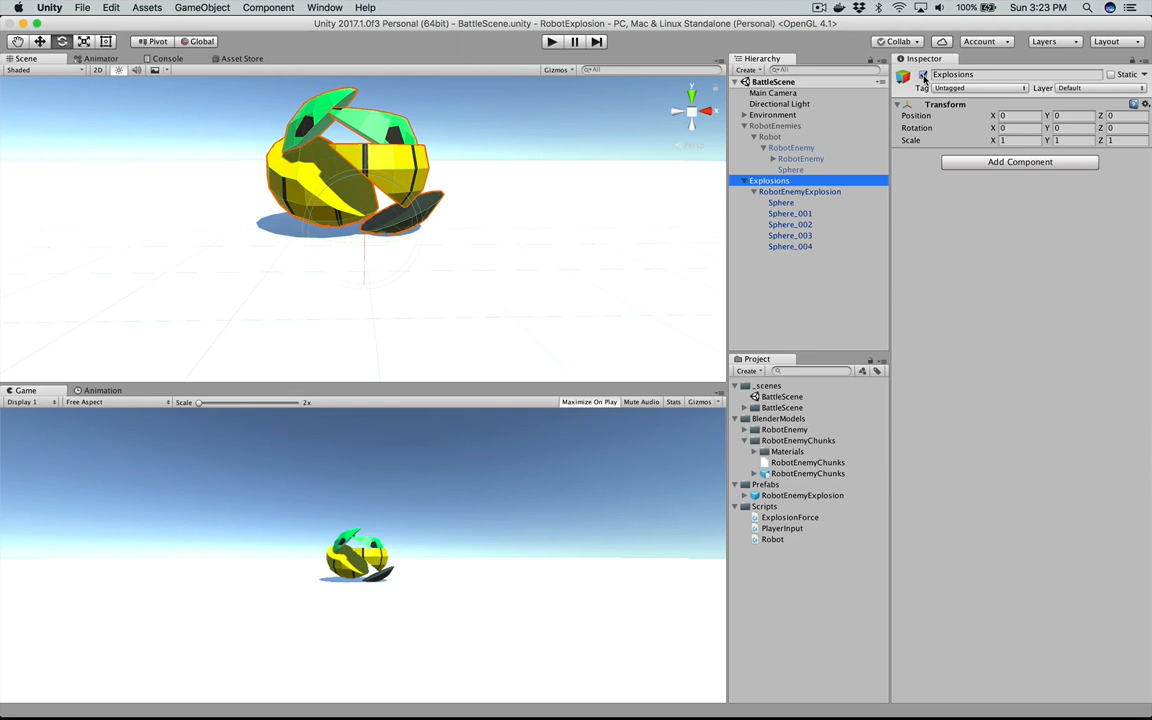 Unity File Edit Assets GameObject Component Window Help 100% Sun 3:23 PM
Unity 2017.1.0f3 Personal (64bit) - BattleScene.unity - RobotExplosion - PC, Mac & Linux Standalone (Personal) <OpenGL 4.1>
Pivot Global Collab Account Layers Layout
Scene Animator Console Asset Store
Shaded 2D Gizmos All
y
x
Persp
Game Animation
Display 1 Free Aspect Scale 2x Maximize On Play Mute Audio Stats Gizmos
Hierarchy
Create All
BattleScene
Main Camera
Directional Light
Environment
RobotEnemies
Robot
RobotEnemy
RobotEnemy
Sphere
Explosions
RobotEnemyExplosion
Sphere
Sphere_001
Sphere_002
Sphere_003
Sphere_004
Project
Create
_scenes
BattleScene
BattleScene
BlenderModels
RobotEnemy
RobotEnemyChunks
Materials
RobotEnemyChunks
RobotEnemyChunks
Prefabs
RobotEnemyExplosion
Scripts
ExplosionForce
PlayerInput
Robot
Inspector
Explosions Static
Tag Untagged Layer Default
Transform
Position X 0 Y 0 Z 0
Rotation X 0 Y 0 Z 0
Scale X 1 Y 1 Z 1
Add Component